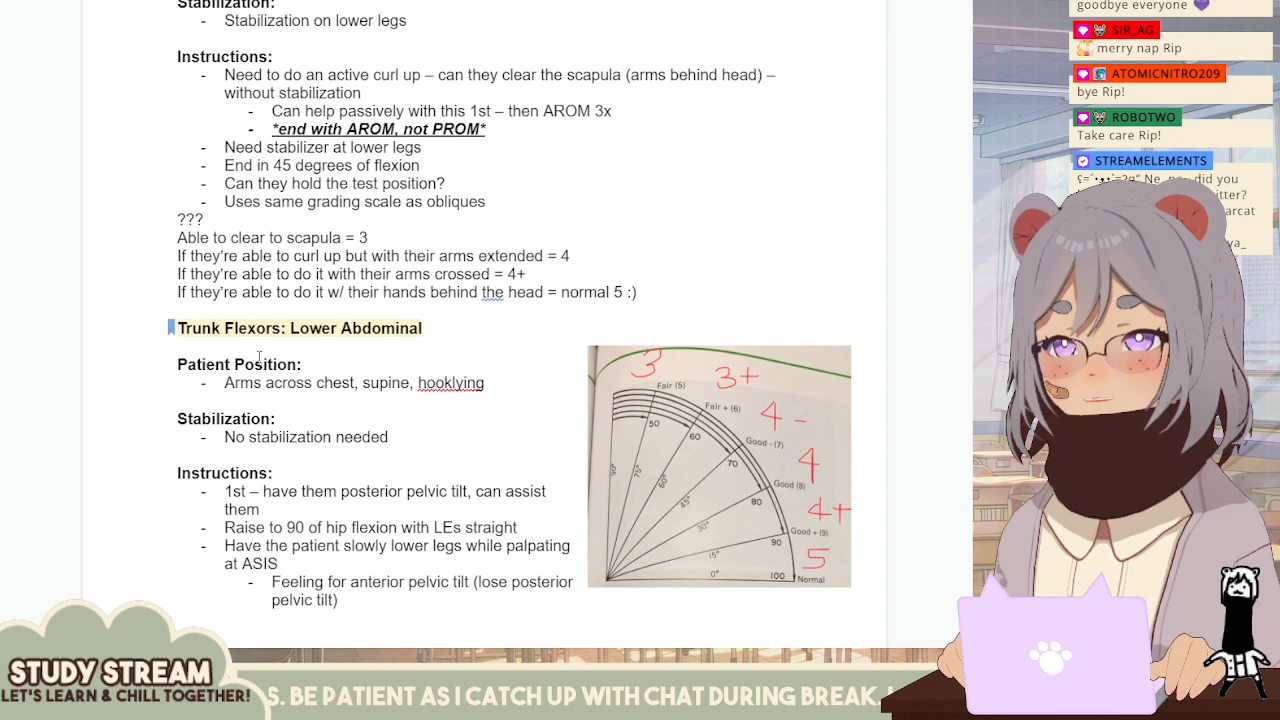 Stabilization:
- Stabilization on lower legs
Instructions:
- Need to do an active curl up – can they clear the scapula (arms behind head) –
without stabilization
- Can help passively with this 1st – then AROM 3x
- *end with AROM, not PROM*
- Need stabilizer at lower legs
- End in 45 degrees of flexion
- Can they hold the test position?
- Uses same grading scale as obliques
???
Able to clear to scapula = 3
If they're able to curl up but with their arms extended = 4
If they're able to do it with their arms crossed = 4+
If they're able to do it w/ their hands behind the head = normal 5 :)
Trunk Flexors: Lower Abdominal
Patient Position:
- Arms across chest, supine, hooklying
Stabilization:
- No stabilization needed
Instructions:
- 1st – have them posterior pelvic tilt, can assist
them
- Raise to 90 of hip flexion with LEs straight
- Have the patient slowly lower legs while palpating
at ASIS
- Feeling for anterior pelvic tilt (lose posterior
pelvic tilt)
3
Fair (5)
3+
Fair + (6)
4 -
50
60
Good - (7)
4
70
90°
75°
60°
45°
Good (8)
80
4+
30°
Good + (9)
90
15°
5
0°
100
Normal
goodbye everyone
SIR_AG
merry nap Rip
ATOMICNITRO209
bye Rip!
ROBOTWO
Take care Rip!
STREAMELEMENTS
did you
STUDY STREAM
LET'S LEARN & CHILL TOGETHER!
S. BE PATIENT AS I CATCH UP WITH CHAT DURING BREAK.